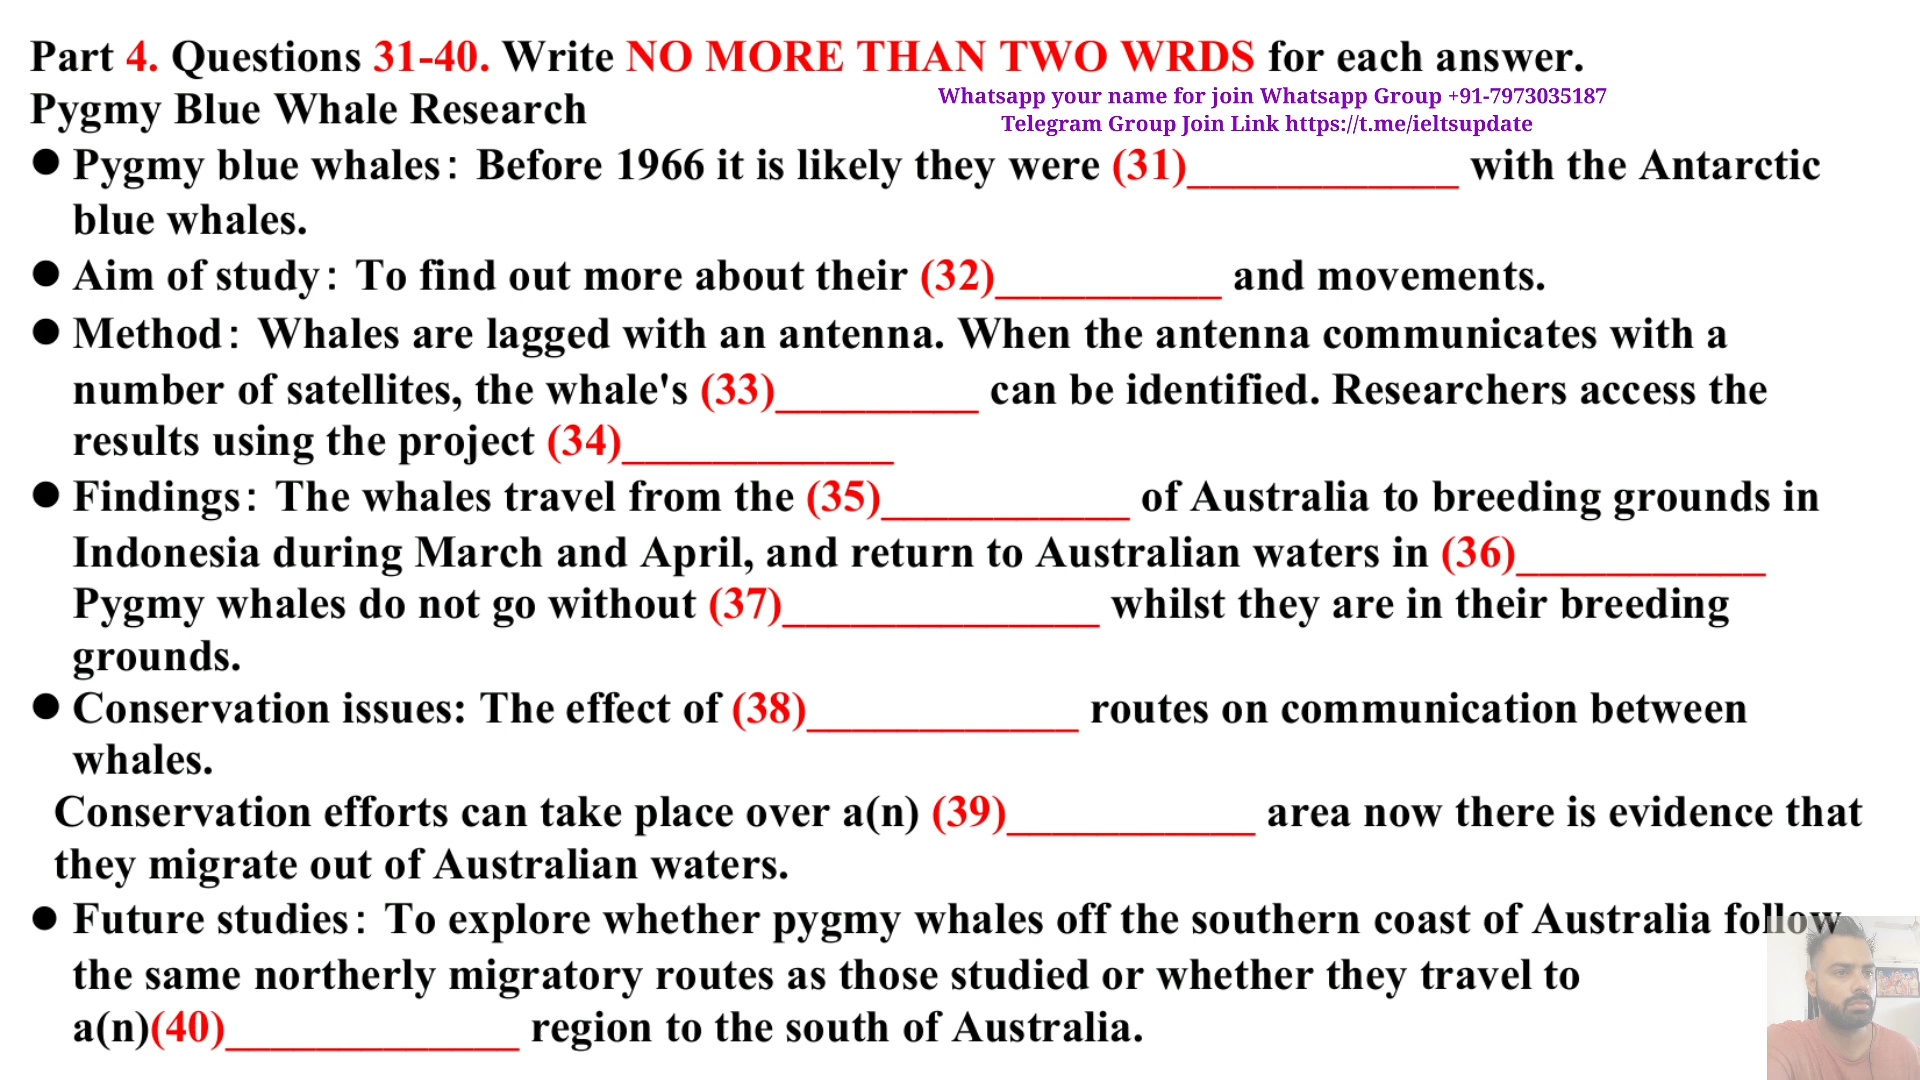 Part 4. Questions 31-40. Write NO MORE THAN TWO WRDS for each answer.
Pygmy Blue Whale Research
Whatsapp your name for join Whatsapp Group +91-7973035187
Telegram Group Join Link https://t.me/ieltsupdate
● Pygmy blue whales: Before 1966 it is likely they were (31)____________ with the Antarctic
blue whales.
● Aim of study: To find out more about their (32)__________ and movements.
● Method: Whales are lagged with an antenna. When the antenna communicates with a
number of satellites, the whale's (33)_________ can be identified. Researchers access the
results using the project (34)____________
● Findings: The whales travel from the (35)___________ of Australia to breeding grounds in
Indonesia during March and April, and return to Australian waters in (36)___________
Pygmy whales do not go without (37)______________ whilst they are in their breeding
grounds.
● Conservation issues: The effect of (38)____________ routes on communication between
whales.
Conservation efforts can take place over a(n) (39)___________ area now there is evidence that
they migrate out of Australian waters.
● Future studies: To explore whether pygmy whales off the southern coast of Australia follow
the same northerly migratory routes as those studied or whether they travel to
a(n)(40)_____________ region to the south of Australia.